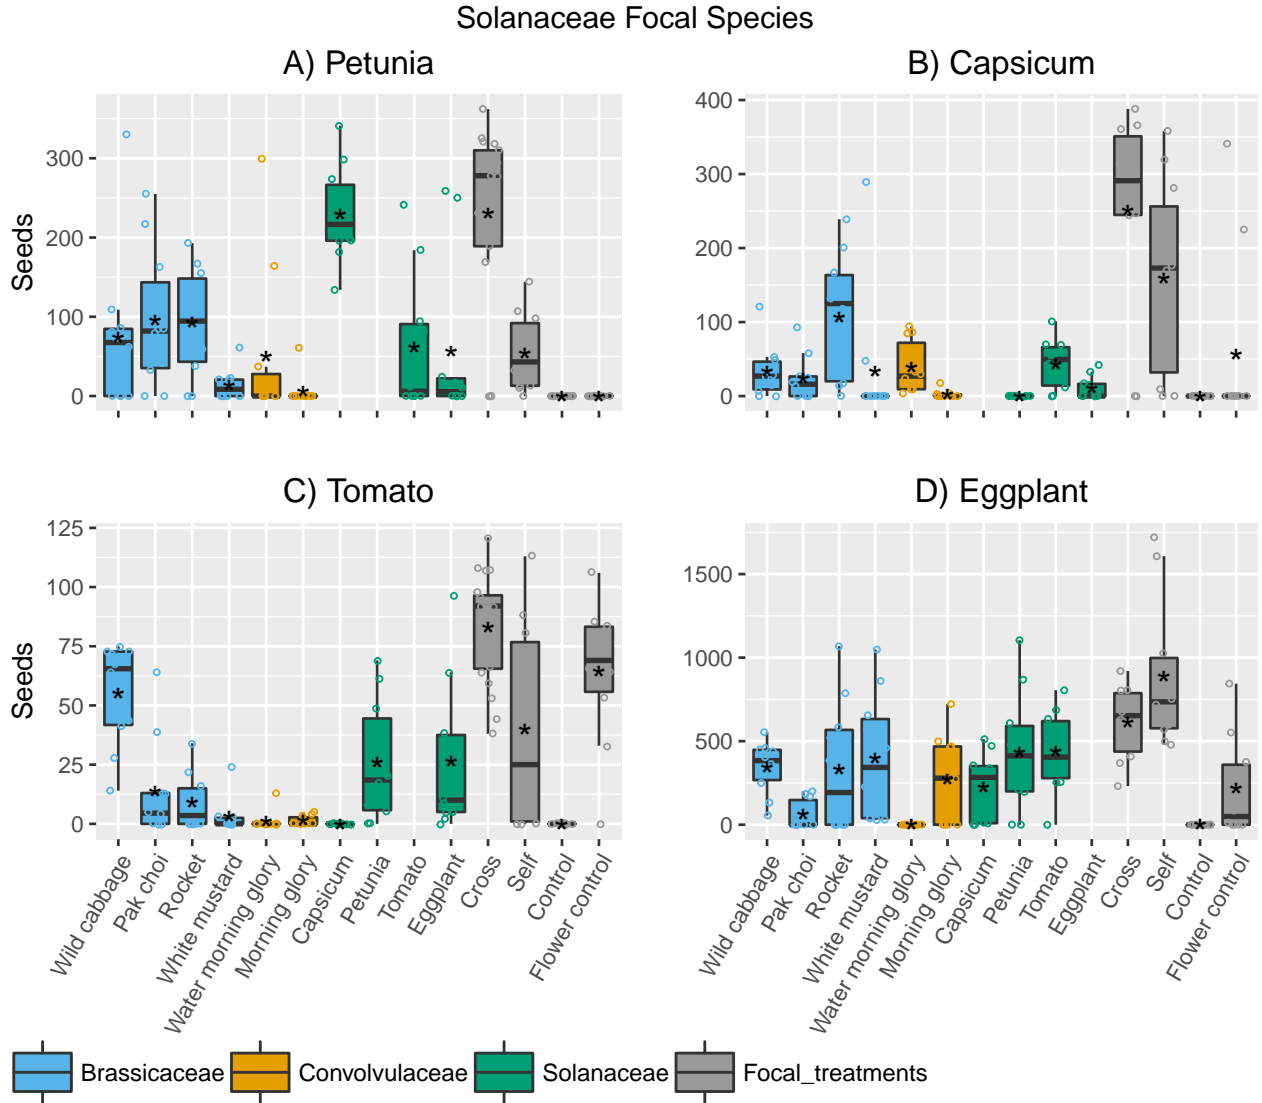 Solanaceae Focal Species
A) Petunia
B) Capsicum
Seeds
300
200
100
0
400
300
200
100
0
C) Tomato
D) Eggplant
Seeds
125
100
75
50
25
0
1500
1000
500
0
Wild cabbage
Pak choi
Rocket
White mustard
Water morning glory
Morning glory
Capsicum
Petunia
Tomato
Eggplant
Cross
Self
Control
Flower control
Wild cabbage
Pak choi
Rocket
White mustard
Water morning glory
Morning glory
Capsicum
Petunia
Tomato
Eggplant
Cross
Self
Control
Flower control
Brassicaceae
Convolvulaceae
Solanaceae
Focal_treatments